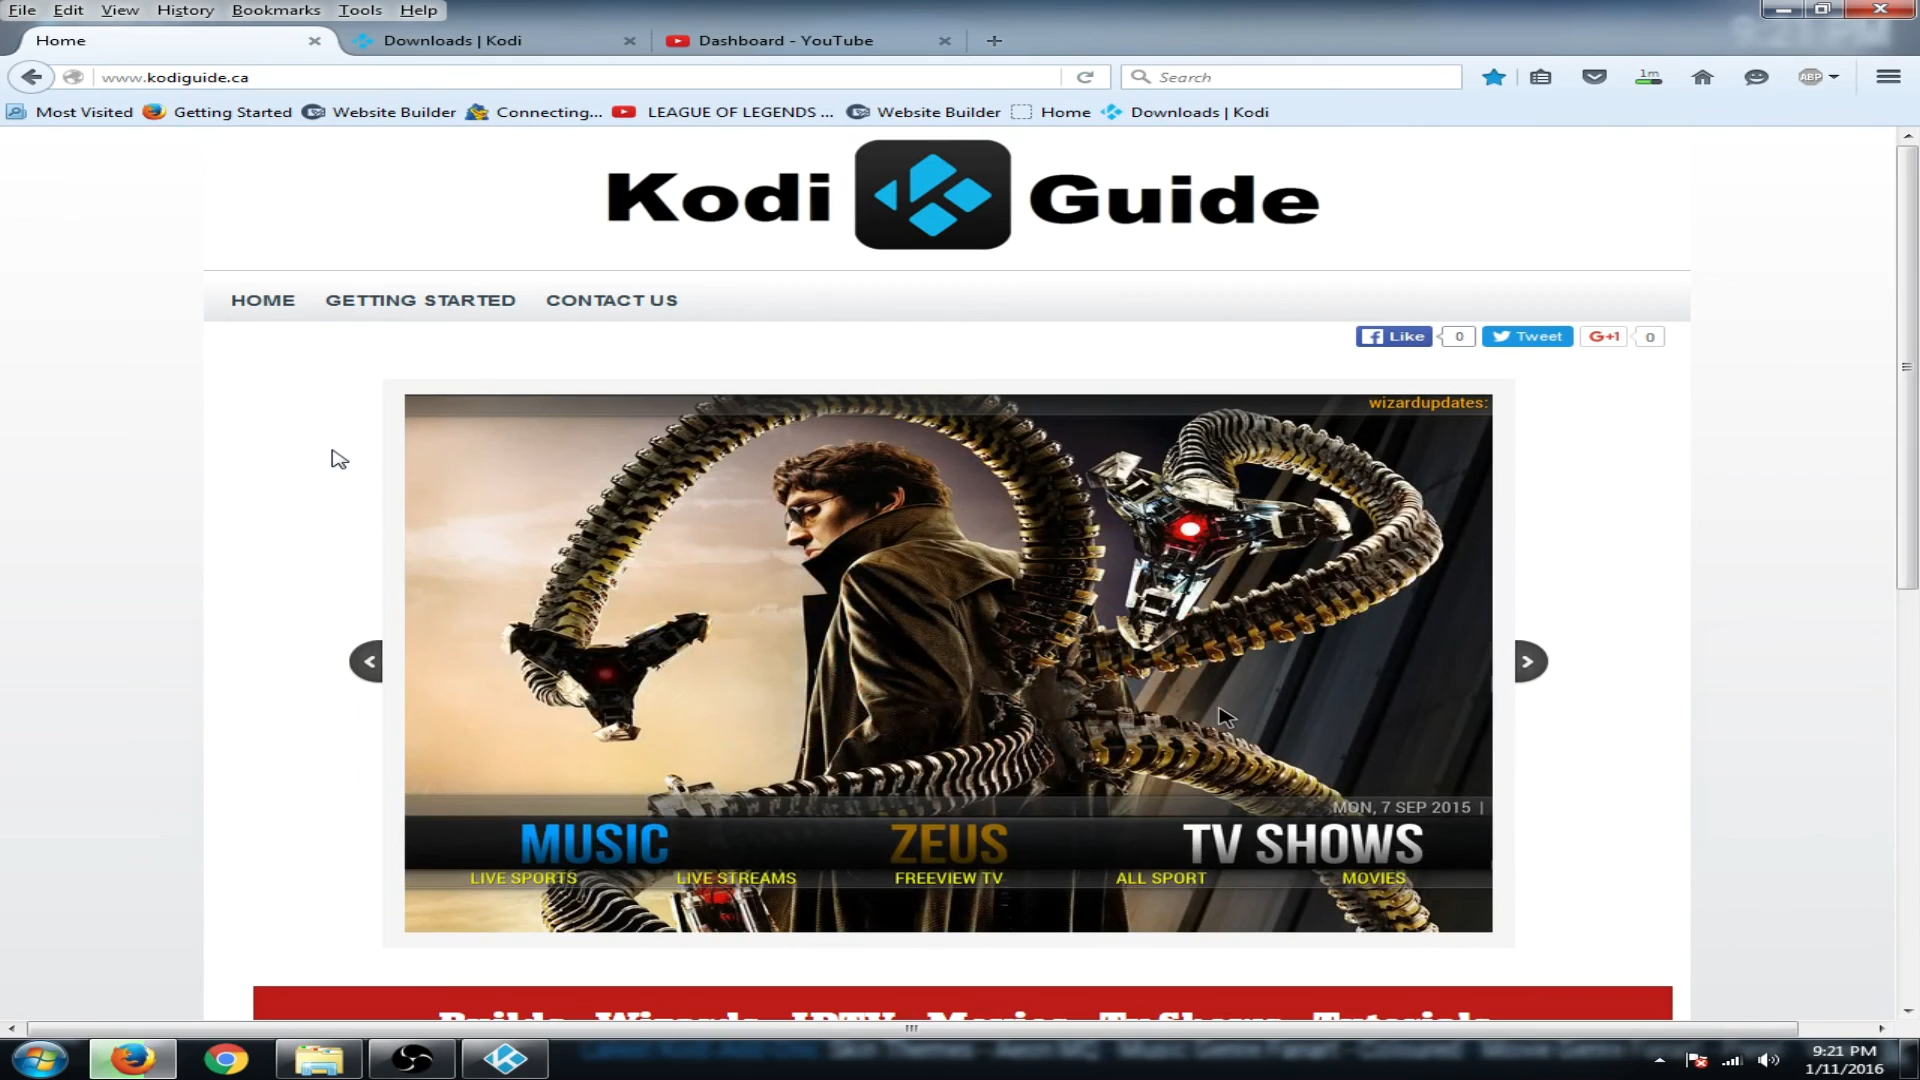 File Edit View History Bookmarks Tools Help
Home
Downloads | Kodi
Dashboard - YouTube
www.kodiguide.ca
Search
1m
ABP
Most Visited
Getting Started
Website Builder
Connecting...
LEAGUE OF LEGENDS ...
Website Builder
Home
Downloads | Kodi
Kodi Guide
HOME GETTING STARTED CONTACT US
Like 0 Tweet G+1 0
wizardupdates:
MON, 7 SEP 2015 |
MUSIC ZEUS TV SHOWS
LIVE SPORTS LIVE STREAMS FREEVIEW TV ALL SPORT MOVIES
9:21 PM
1/11/2016